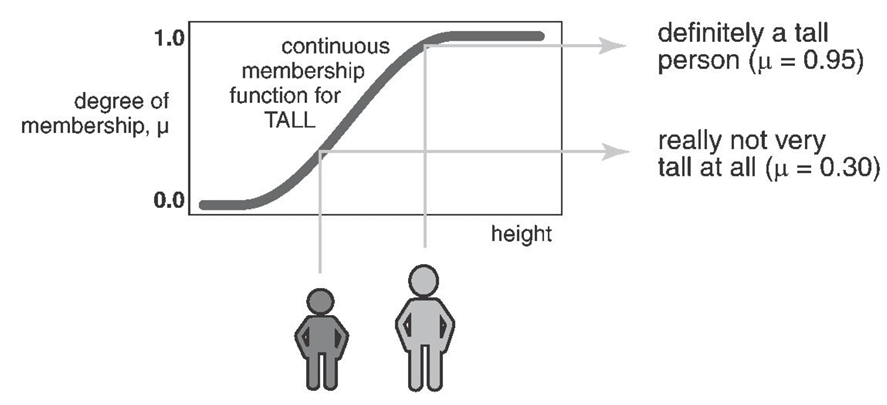 1.0
continuous
membership
function for
TALL
degree of
membership, μ
0.0
height
definitely a tall
person (μ = 0.95)
really not very
tall at all (μ = 0.30)